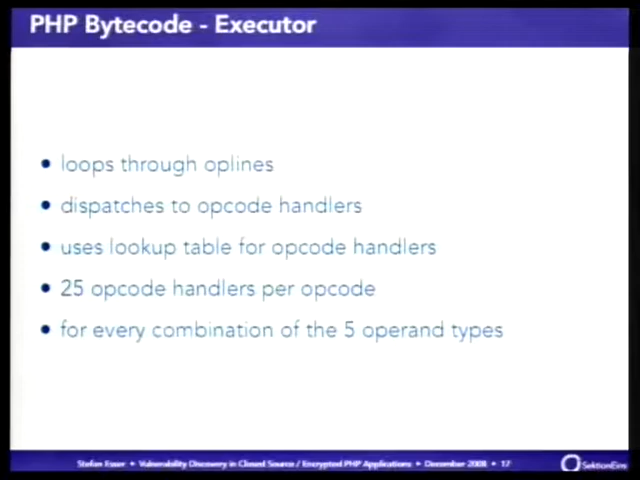 PHP Bytecode - Executor
• loops through oplines
• dispatches to opcode handlers
• uses lookup table for opcode handlers
• 25 opcode handlers per opcode
• for every combination of the 5 operand types
Stefan Esser • Vulnerability Discovery in Closed Source / Encrypted PHP Applications • December 2008 • 17
SektionEins